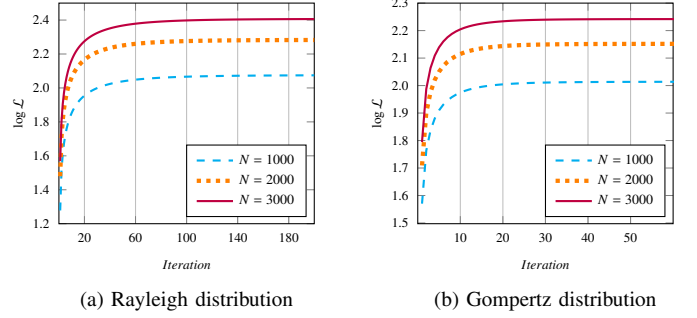 2.4
2.2
2.0
1.8
1.6
1.4
1.2
log ℒ
20 60 100 140 180
Iteration
N = 1000
N = 2000
N = 3000
(a) Rayleigh distribution
2.3
2.2
2.1
2.0
1.9
1.8
1.7
1.6
1.5
log ℒ
10 20 30 40 50
Iteration
N = 1000
N = 2000
N = 3000
(b) Gompertz distribution